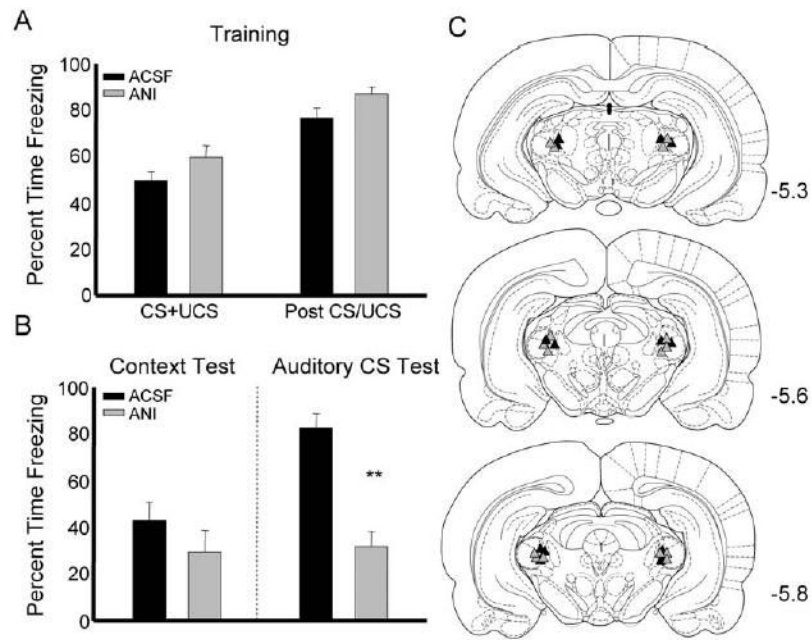 A
Training
100
80
60
40
20
0
Percent Time Freezing
ACSF
ANI
CS+UCS
Post CS/UCS
B
Context Test
Auditory CS Test
100
80
60
40
20
0
Percent Time Freezing
ACSF
ANI
**
C
-5.3
-5.6
-5.8